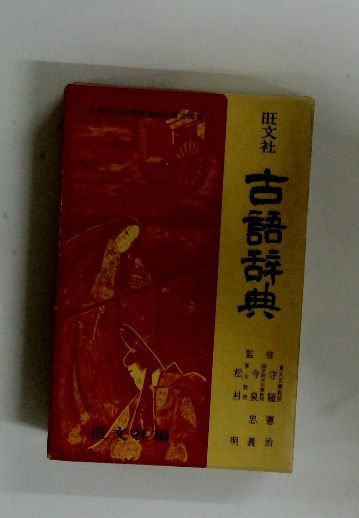 旺文社
古語辞典
監修
守随憲治
今泉忠義
松村明
旺文社編